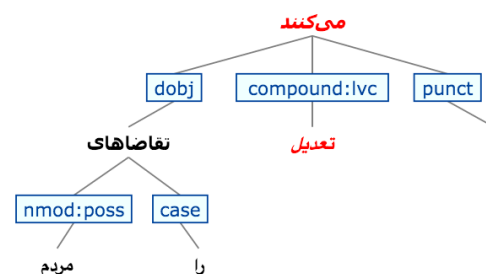 می‌کنند
dobj compound:lvc punct
تقاضاهای تعدیل
nmod:poss case
مردم را